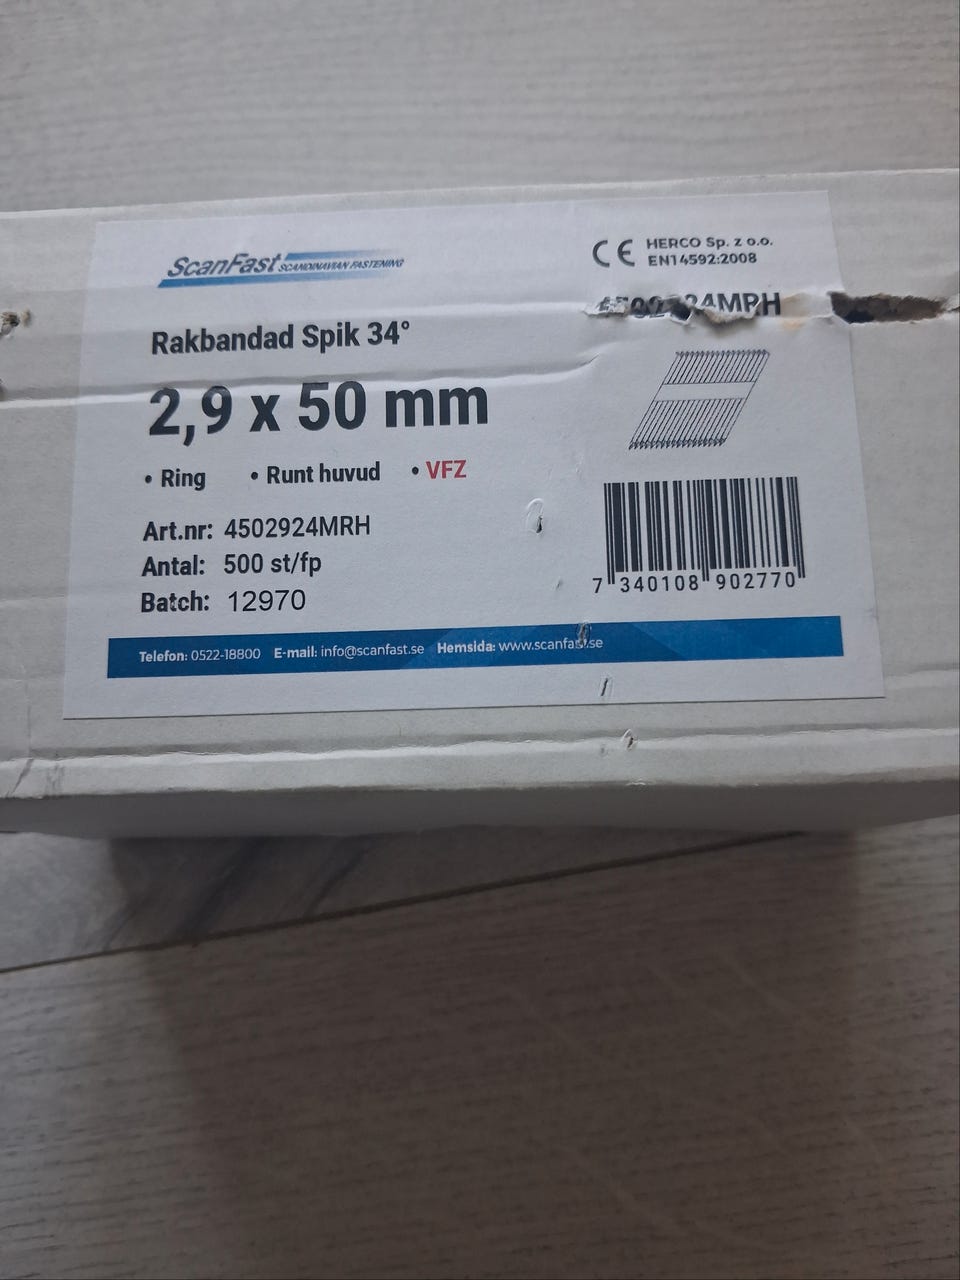 ScanFast SCANDINAVIAN FASTENING
CE HERCO Sp. z o.o.
EN14592:2008
Rakbandad Spik 34°
2,9 x 50 mm
• Ring • Runt huvud • VFZ
Art.nr: 4502924MRH
Antal: 500 st/fp
Batch: 12970
7 340108 902770
Telefon: 0522-18800 E-mail: info@scanfast.se Hemsida: www.scanfast.se